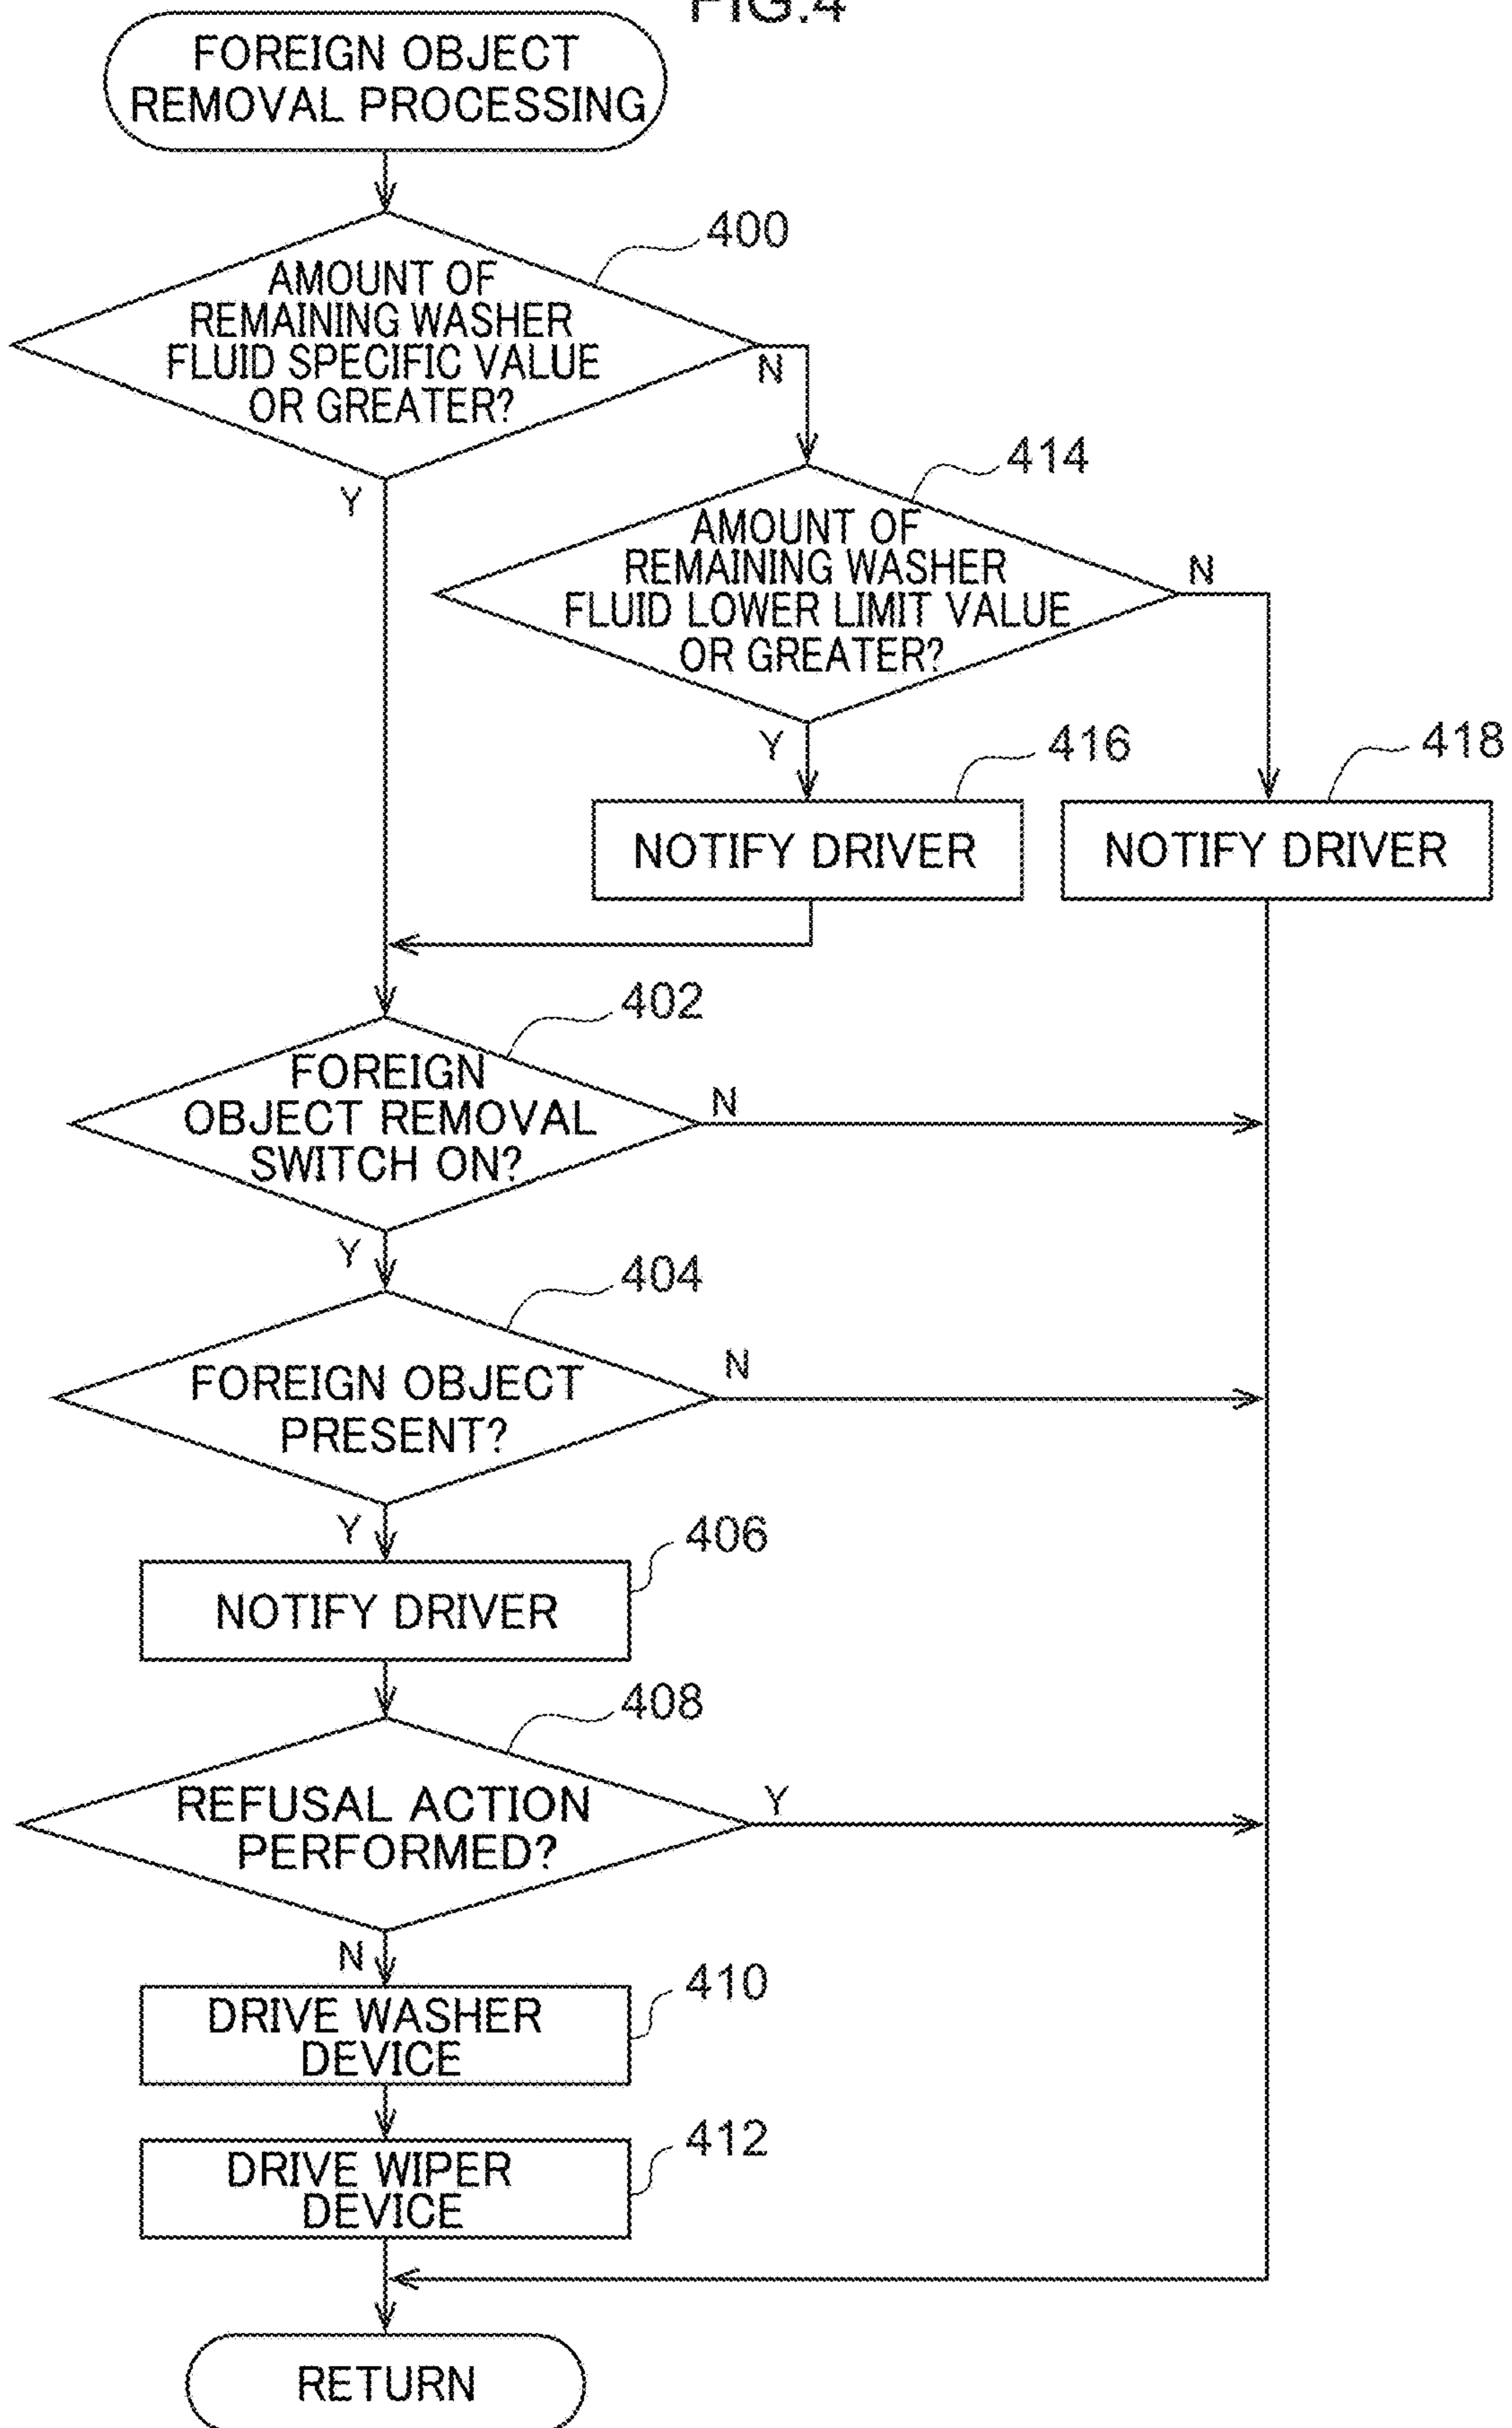 FIG.4
FOREIGN OBJECT
REMOVAL PROCESSING
400
AMOUNT OF
REMAINING WASHER
FLUID SPECIFIC VALUE
OR GREATER?
N
Y
414
AMOUNT OF
REMAINING WASHER
FLUID LOWER LIMIT VALUE
OR GREATER?
N
Y
416
NOTIFY DRIVER
418
NOTIFY DRIVER
402
FOREIGN
OBJECT REMOVAL
SWITCH ON?
N
Y
404
FOREIGN OBJECT
PRESENT?
N
Y
406
NOTIFY DRIVER
408
REFUSAL ACTION
PERFORMED?
Y
N
410
DRIVE WASHER
DEVICE
412
DRIVE WIPER
DEVICE
RETURN